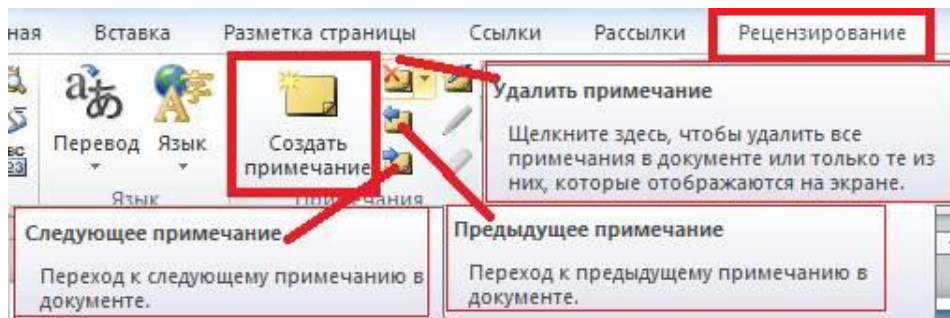 ная Вставка Разметка страницы Ссылки Рассылки Рецензирование
Перевод Язык Создать примечание
Язык Примечания
Удалить примечание
Щелкните здесь, чтобы удалить все
примечания в документе или только те из
них, которые отображаются на экране.
Следующее примечание
Переход к следующему примечанию в
документе.
Предыдущее примечание
Переход к предыдущему примечанию в
документе.